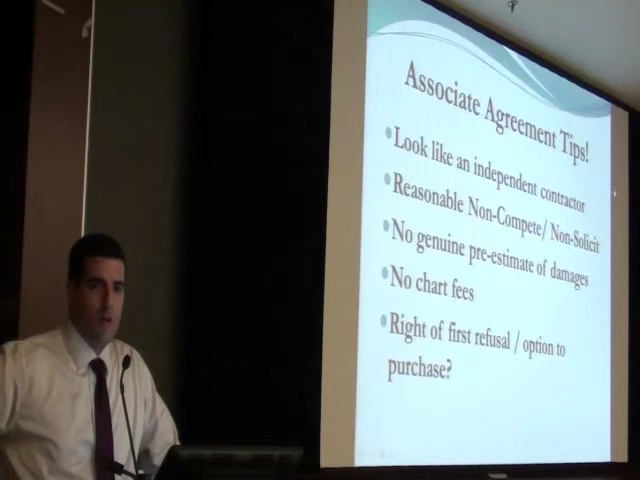 Associate Agreement Tips!
Look like an independent contractor
Reasonable Non-Compete/ Non-Solicit
No genuine pre-estimate of damages
No chart fees
Right of first refusal / option to
purchase?